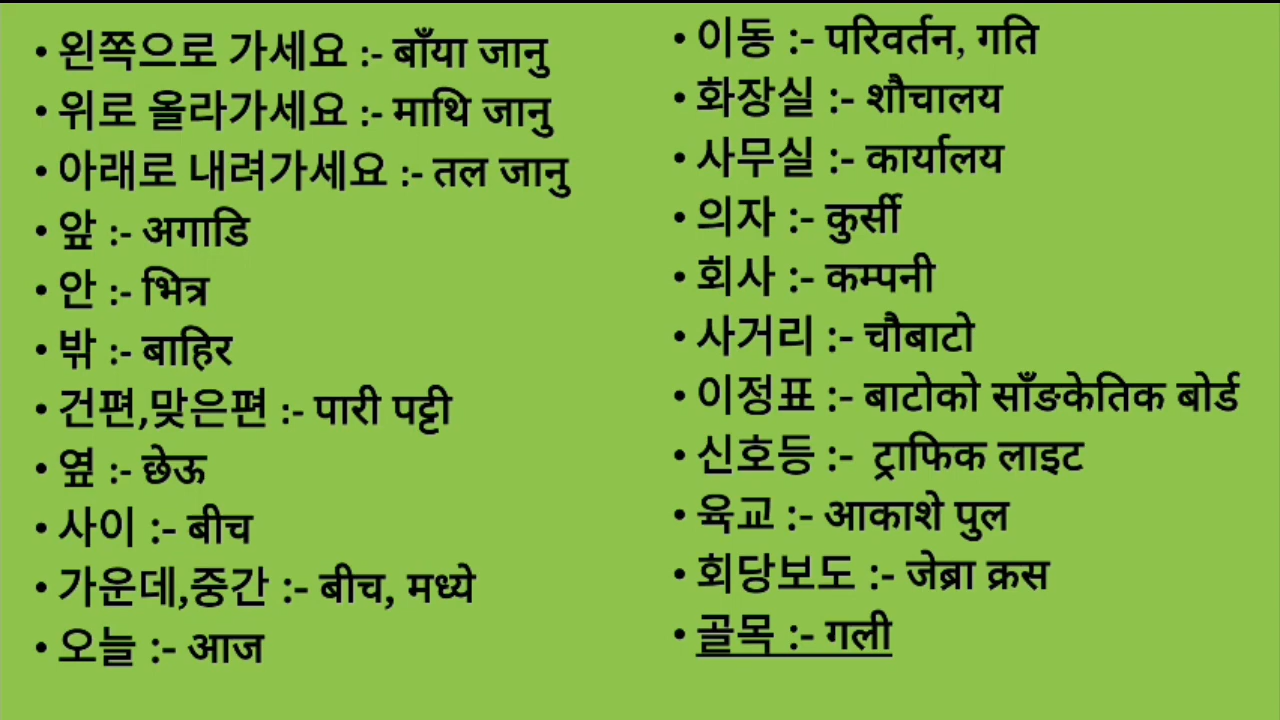 • 왼쪽으로 가세요 :- बाँया जानु
• 위로 올라가세요 :- माथि जानु
• 아래로 내려가세요 :- तल जानु
• 앞 :- अगाडि
• 안 :- भित्र
• 밖 :- बाहिर
• 건편,맞은편 :- पारी पट्टी
• 옆 :- छेऊ
• 사이 :- बीच
• 가운데,중간 :- बीच, मध्ये
• 오늘 :- आज
• 이동 :- परिवर्तन, गति
• 화장실 :- शौचालय
• 사무실 :- कार्यालय
• 의자 :- कुर्सी
• 회사 :- कम्पनी
• 사거리 :- चौबाटो
• 이정표 :- बाटोको साँङकेतिक बोर्ड
• 신호등 :- ट्राफिक लाइट
• 육교 :- आकाशे पुल
• 회당보도 :- जेब्रा क्रस
• 골목 :- गली